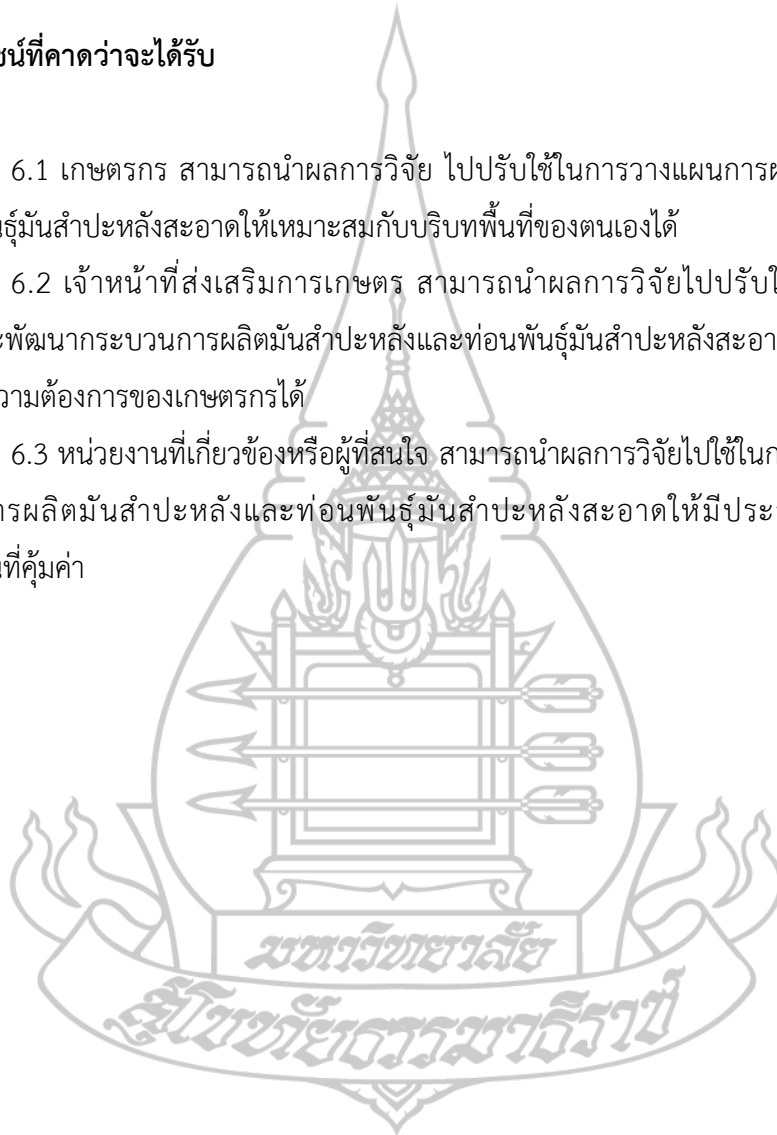 ชน์ที่คาดว่าจะได้รับ
6.1 เกษตรกร สามารถนำผลการวิจัย ไปปรับใช้ในการวางแผนการผ
นธุ์มันสำปะหลังสะอาดให้เหมาะสมกับบริบทพื้นที่ของตนเองได้
6.2 เจ้าหน้าที่ส่งเสริมการเกษตร สามารถนำผลการวิจัยไปปรับใ
ะพัฒนากระบวนการผลิตมันสำปะหลังและท่อนพันธุ์มันสำปะหลังสะอา
วามต้องการของเกษตรกรได้
6.3 หน่วยงานที่เกี่ยวข้องหรือผู้ที่สนใจ สามารถนำผลการวิจัยไปใช้ในก
ารผลิตมันสำปะหลังและท่อนพันธุ์มันสำปะหลังสะอาดให้มีประ
นที่คุ้มค่า
มหาวิทยาลัย
สุโขทัยธรรมาธิราช